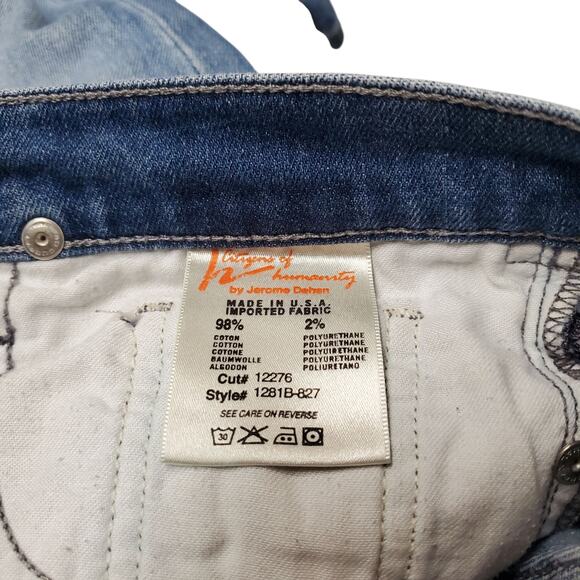 Citizens of
humanity
by Jerome Dahan
MADE IN U.S.A.
IMPORTED FABRIC
98% 2%
COTON POLYURETHANE
COTTON POLYURETHANE
COTONE POLYUIRETHANE
BAUMWOLLE POLYURETHANE
ALGODON POLIURETANO
Cut# 12276
Style# 1281B-827
SEE CARE ON REVERSE
30